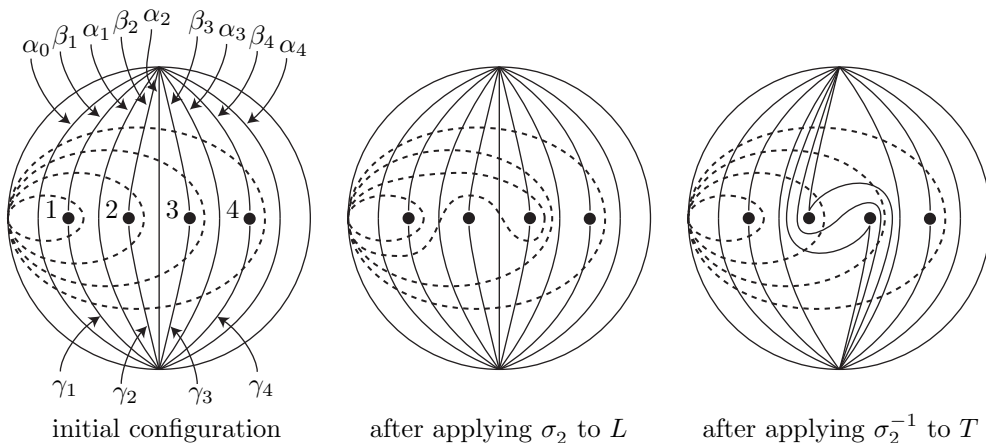 α₀ β₁ α₁ β₂ α₂ β₃ α₃ β₄ α₄
1 2 3 4
γ₁ γ₂ γ₃ γ₄
initial configuration
after applying σ₂ to L
after applying σ₂⁻¹ to T